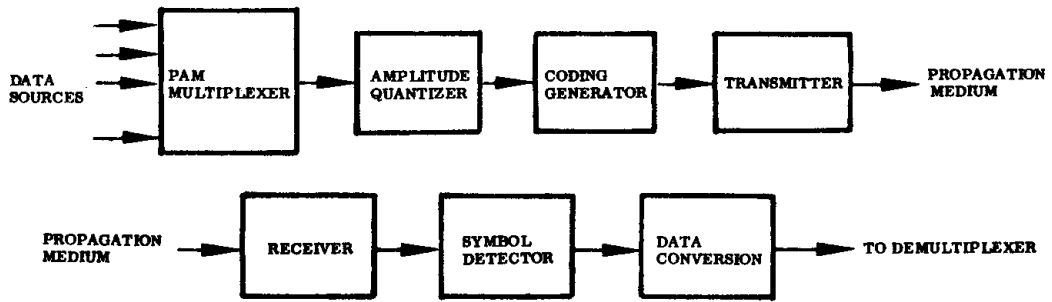 DATA
SOURCES
PAM
MULTIPLEXER
AMPLITUDE
QUANTIZER
CODING
GENERATOR
TRANSMITTER
PROPAGATION
MEDIUM
PROPAGATION
MEDIUM
RECEIVER
SYMBOL
DETECTOR
DATA
CONVERSION
TO DEMULTIPLEXER